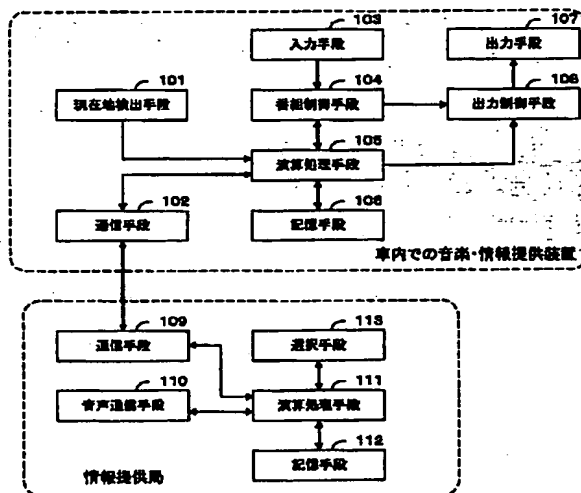 103
入力手段
107
出力手段
101
現在地検出手段
104
番組制御手段
108
出力制御手段
105
演算処理手段
102
通信手段
106
記憶手段
車内での音楽・情報提供装置
109
通信手段
113
選択手段
110
音声通信手段
111
演算処理手段
112
記憶手段
情報提供局